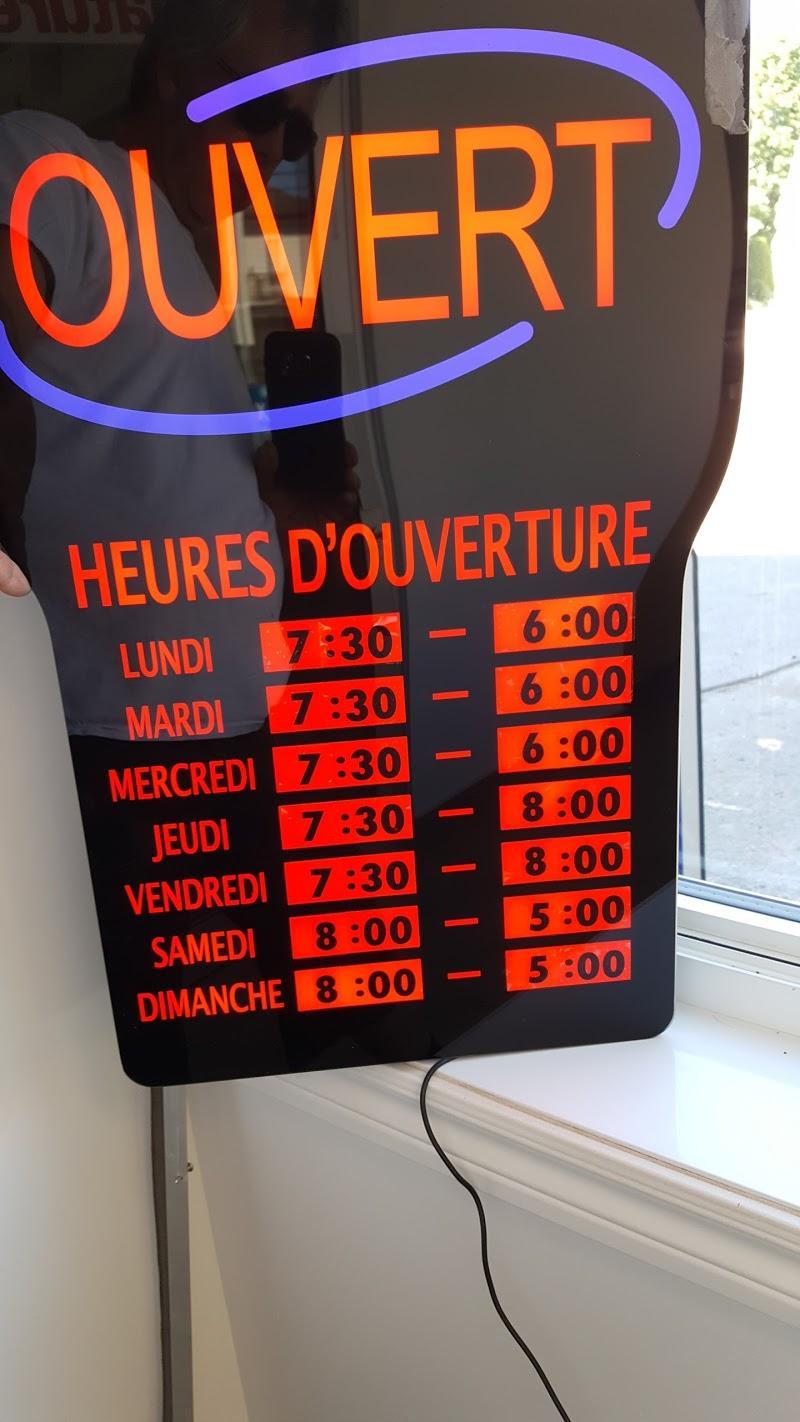 OUVERT
HEURES D'OUVERTURE
LUNDI 7:30 — 6:00
MARDI 7:30 — 6:00
MERCREDI 7:30 — 6:00
JEUDI 7:30 — 8:00
VENDREDI 7:30 — 8:00
SAMEDI 8:00 — 5:00
DIMANCHE 8:00 — 5:00